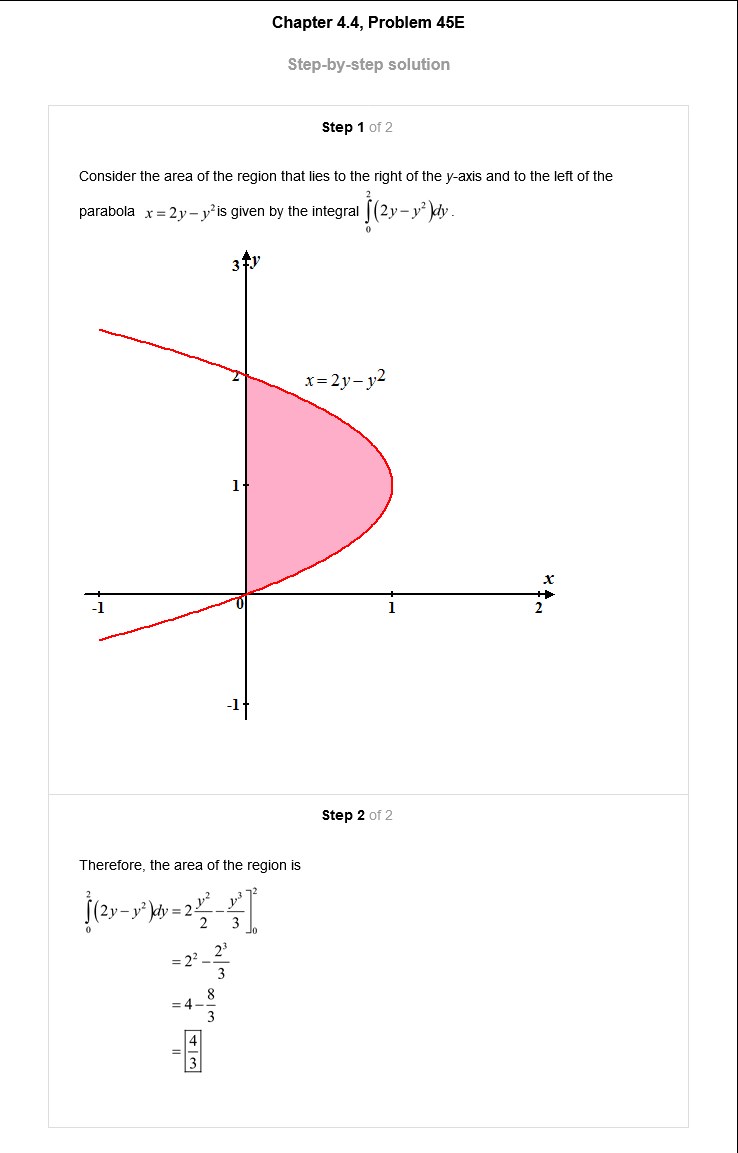 Chapter 4.4, Problem 45E
Step-by-step solution
Step 1 of 2
Consider the area of the region that lies to the right of the y-axis and to the left of the
parabola x = 2y − y² is given by the integral ∫₀²(2y − y²)dy.
3 y
2
x = 2y − y2
1
x
-1 0 1 2
-1
Step 2 of 2
Therefore, the area of the region is
∫₀²(2y − y²)dy = 2 y²/2 − y³/3 ]₀²
= 2² − 2³/3
= 4 − 8/3
= 4/3